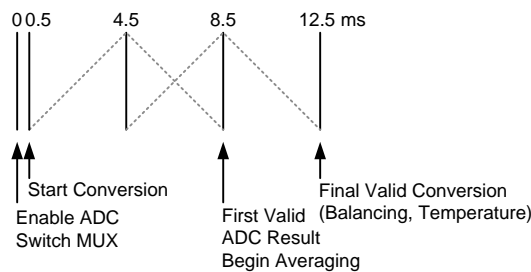 0 0.5 4.5 8.5 12.5 ms
Start Conversion
Enable ADC
Switch MUX
First Valid
ADC Result
Begin Averaging
Final Valid Conversion
(Balancing, Temperature)